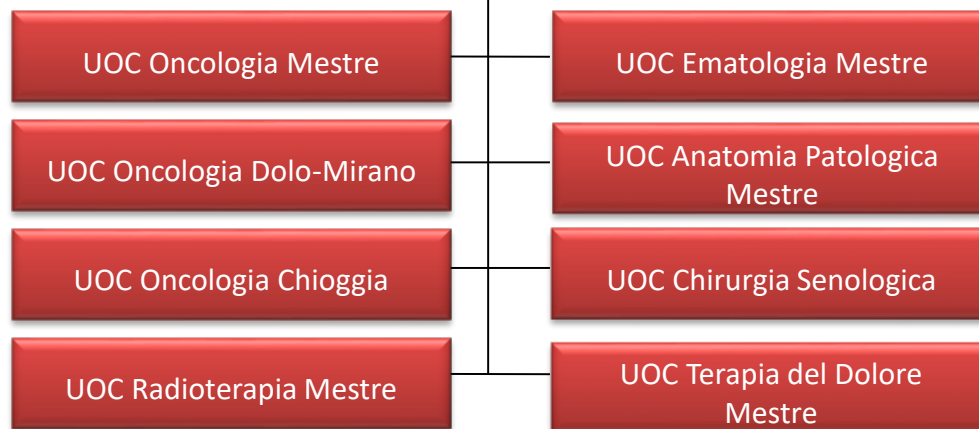 UOC Oncologia Mestre
UOC Ematologia Mestre
UOC Oncologia Dolo-Mirano
UOC Anatomia Patologica
Mestre
UOC Oncologia Chioggia
UOC Chirurgia Senologica
UOC Radioterapia Mestre
UOC Terapia del Dolore
Mestre